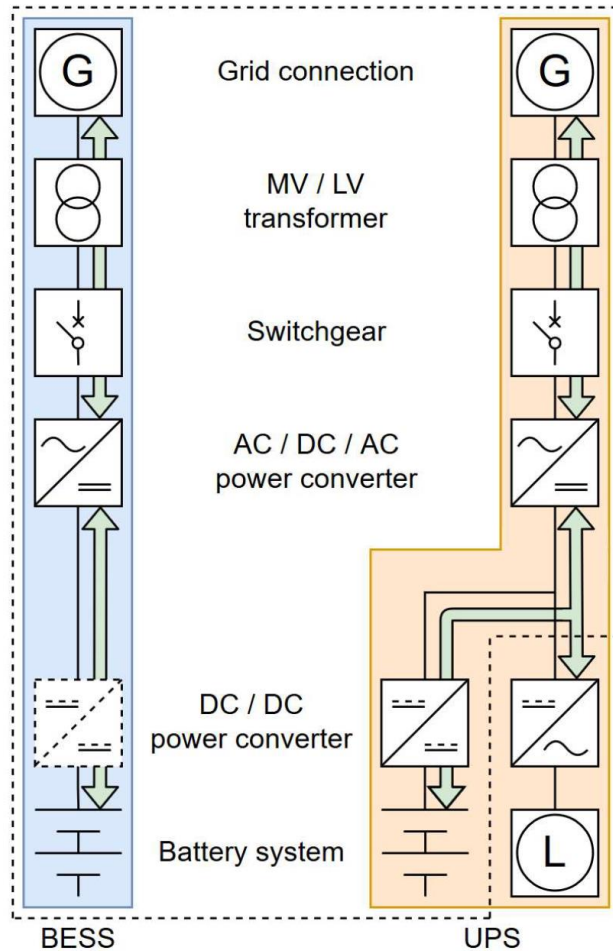 G
Grid connection
G
MV / LV
transformer
Switchgear
AC / DC / AC
power converter
DC / DC
power converter
Battery system
L
BESS
UPS